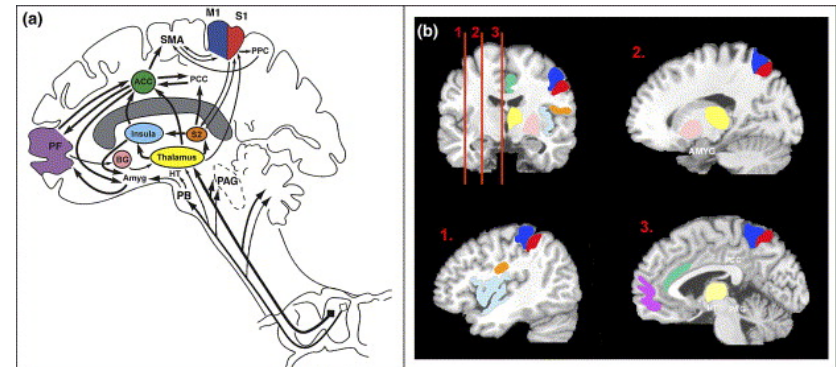 (a)
M1
S1
SMA
PPC
ACC
PCC
PF
Insula
S2
BG
Thalamus
Amyg
HT
PAG
PB
(b)
1
2
3
2.
AMYG
1.
3.
PCC